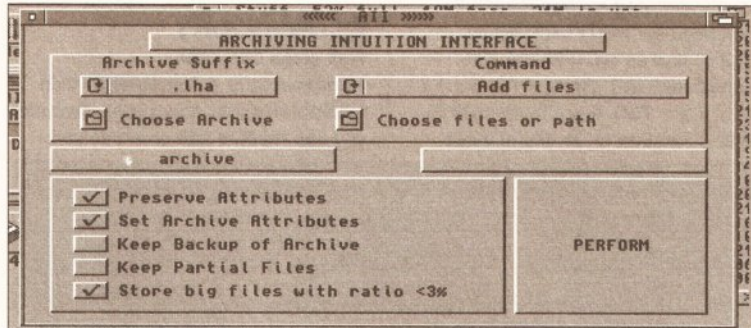 AII
ARCHIVING INTUITION INTERFACE
Archive Suffix
Command
.lha
Add files
Choose Archive
Choose files or path
archive
Preserve Attributes
Set Archive Attributes
Keep Backup of Archive
Keep Partial Files
Store big files with ratio <3%
PERFORM